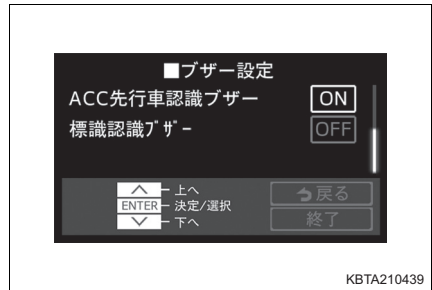 ■ブザー設定
ACC先行車認識ブザー ON
標識認識ﾌﾞｻﾞｰ OFF
上へ
ENTER 決定/選択
下へ
戻る
終了
KBTA210439